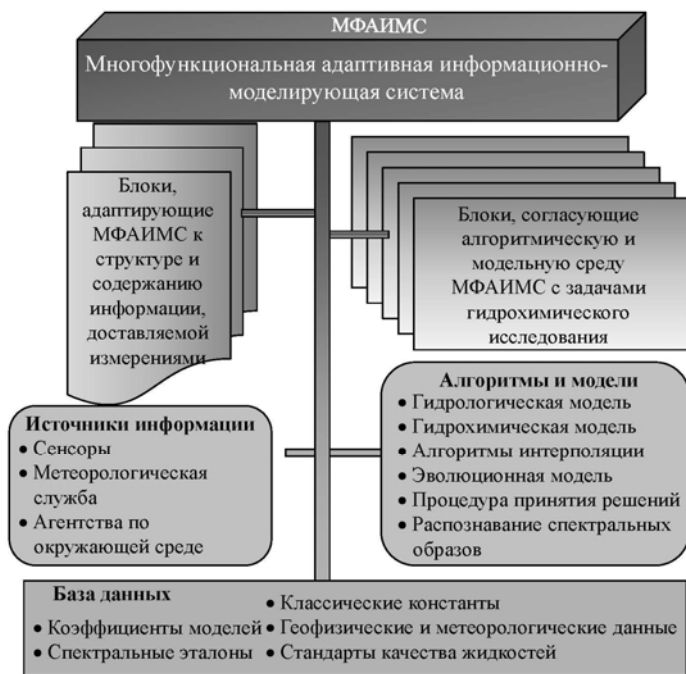 МФАИМС
Многофункциональная адаптивная информационно-
моделирующая система
Блоки,
адаптирующие
МФАИМС к
структуре и
содержанию
информации,
доставляемой
измерениями
Блоки, согласующие
алгоритмическую и
модельную среду
МФАИМС с задачами
гидрохимического
исследования
Источники информации
• Сенсоры
• Метеорологическая
служба
• Агентства по
окружающей среде
Алгоритмы и модели
• Гидрологическая модель
• Гидрохимическая модель
• Алгоритмы интерполяции
• Эволюционная модель
• Процедура принятия решений
• Распознавание спектральных
образов
База данных
• Коэффициенты моделей
• Спектральные эталоны
• Классические константы
• Геофизические и метеорологические данные
• Стандарты качества жидкостей